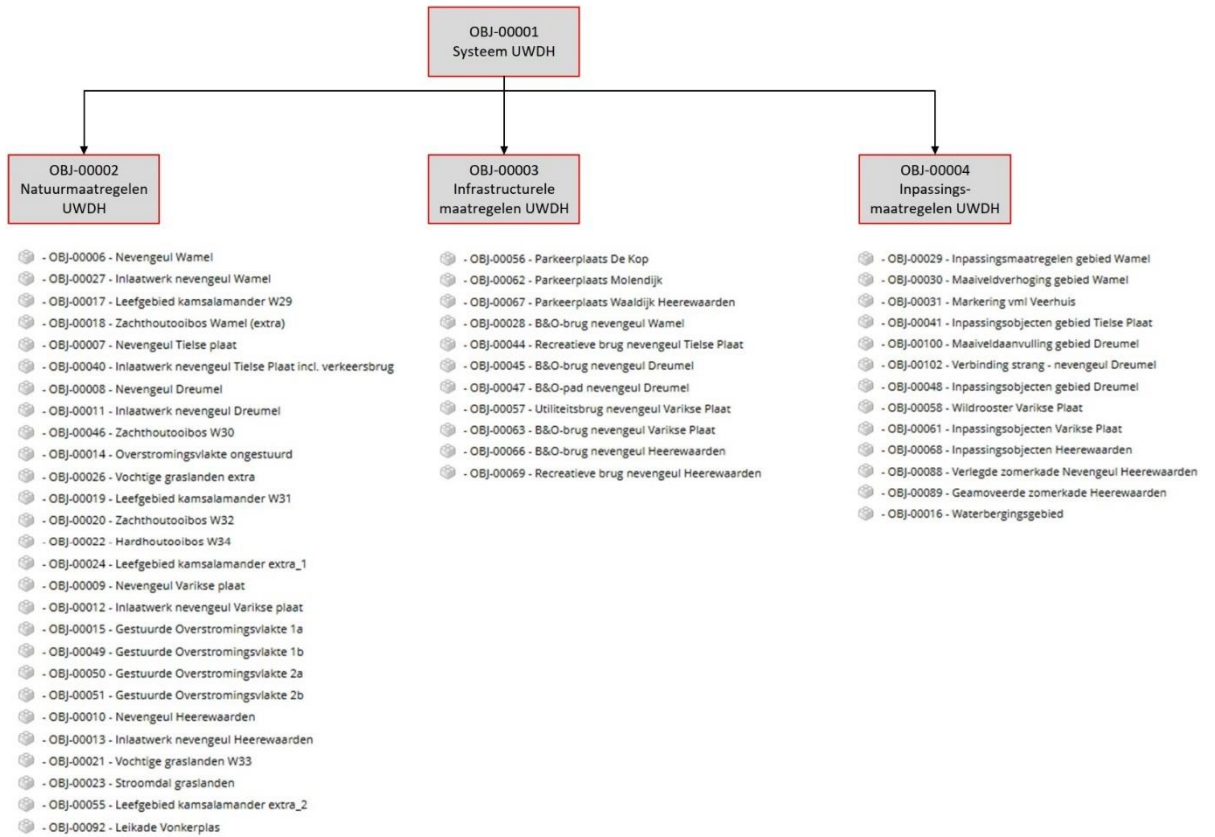 OBJ-00001
Systeem UWDH
OBJ-00002
Natuurmaatregelen
UWDH
OBJ-00003
Infrastructurele
maatregelen UWDH
OBJ-00004
Inpassings-
maatregelen UWDH
- OBJ-00006 - Nevengeul Wamel
- OBJ-00027 - Inlaatwerk nevengeul Wamel
- OBJ-00017 - Leefgebied kamsalamander W29
- OBJ-00018 - Zachthoutooibos Wamel (extra)
- OBJ-00007 - Nevengeul Tielse plaat
- OBJ-00040 - Inlaatwerk nevengeul Tielse Plaat incl. verkeersbrug
- OBJ-00008 - Nevengeul Dreumel
- OBJ-00011 - Inlaatwerk nevengeul Dreumel
- OBJ-00046 - Zachthoutooibos W30
- OBJ-00014 - Overstromingsvlakte ongestuurd
- OBJ-00026 - Vochtige graslanden extra
- OBJ-00019 - Leefgebied kamsalamander W31
- OBJ-00020 - Zachthoutooibos W32
- OBJ-00022 - Hardhoutooibos W34
- OBJ-00024 - Leefgebied kamsalamander extra_1
- OBJ-00009 - Nevengeul Varikse plaat
- OBJ-00012 - Inlaatwerk nevengeul Varikse plaat
- OBJ-00015 - Gestuurde Overstromingsvlakte 1a
- OBJ-00049 - Gestuurde Overstromingsvlakte 1b
- OBJ-00050 - Gestuurde Overstromingsvlakte 2a
- OBJ-00051 - Gestuurde Overstromingsvlakte 2b
- OBJ-00010 - Nevengeul Heerewaarden
- OBJ-00013 - Inlaatwerk nevengeul Heerewaarden
- OBJ-00021 - Vochtige graslanden W33
- OBJ-00023 - Stroomdal graslanden
- OBJ-00055 - Leefgebied kamsalamander extra_2
- OBJ-00092 - Leikade Vonkerplas
- OBJ-00056 - Parkeerplaats De Kop
- OBJ-00062 - Parkeerplaats Molendijk
- OBJ-00067 - Parkeerplaats Waaldijk Heerewaarden
- OBJ-00028 - B&O-brug nevengeul Wamel
- OBJ-00044 - Recreatieve brug nevengeul Tielse Plaat
- OBJ-00045 - B&O-brug nevengeul Dreumel
- OBJ-00047 - B&O-pad nevengeul Dreumel
- OBJ-00057 - Utiliteitsbrug nevengeul Varikse Plaat
- OBJ-00063 - B&O-brug nevengeul Varikse Plaat
- OBJ-00066 - B&O-brug nevengeul Heerewaarden
- OBJ-00069 - Recreatieve brug nevengeul Heerewaarden
- OBJ-00029 - Inpassingsmaatregelen gebied Wamel
- OBJ-00030 - Maaiveldverhoging gebied Wamel
- OBJ-00031 - Markering vml Veerhuis
- OBJ-00041 - Inpassingsobjecten gebied Tielse Plaat
- OBJ-00100 - Maaiveldaanvulling gebied Dreumel
- OBJ-00102 - Verbinding strang - nevengeul Dreumel
- OBJ-00048 - Inpassingsobjecten gebied Dreumel
- OBJ-00058 - Wildrooster Varikse Plaat
- OBJ-00061 - Inpassingsobjecten Varikse Plaat
- OBJ-00068 - Inpassingsobjecten Heerewaarden
- OBJ-00088 - Verlegde zomerkade Nevengeul Heerewaarden
- OBJ-00089 - Geamoveerde zomerkade Heerewaarden
- OBJ-00016 - Waterbergingsgebied